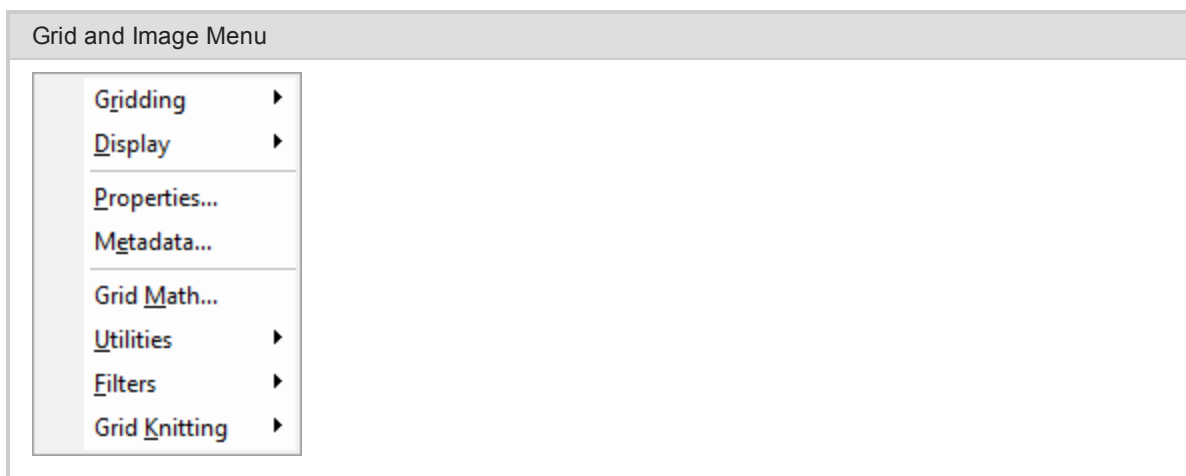 Grid and Image Menu
Gridding
Display
Properties...
Metadata...
Grid Math...
Utilities
Filters
Grid Knitting